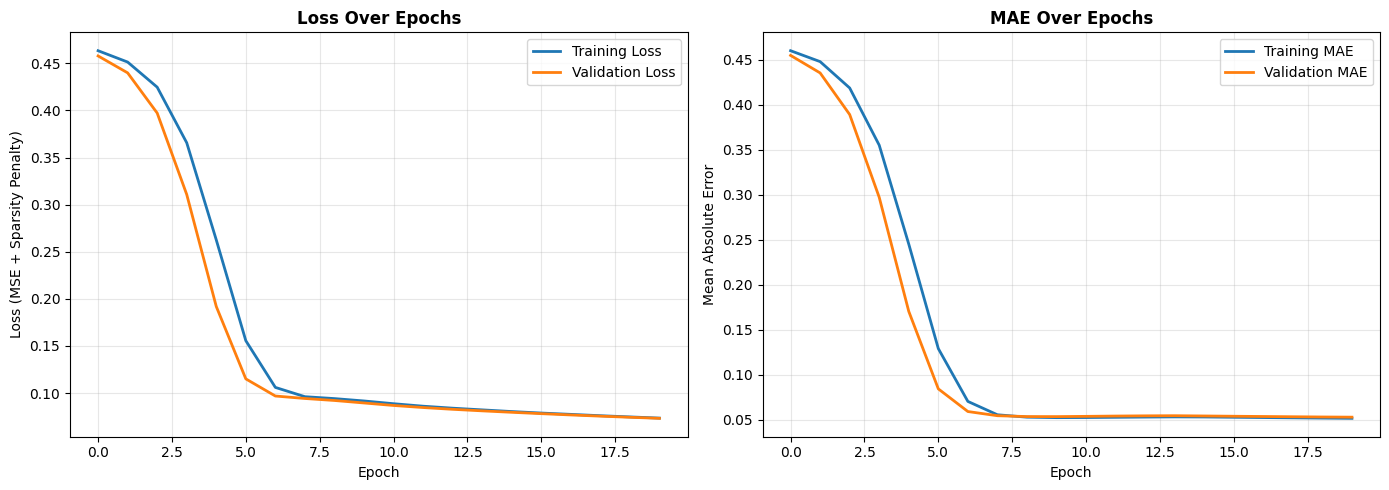 Loss Over Epochs
Loss (MSE + Sparsity Penalty)
0.45
0.40
0.35
0.30
0.25
0.20
0.15
0.10
Training Loss
Validation Loss
0.0 2.5 5.0 7.5 10.0 12.5 15.0 17.5
Epoch
MAE Over Epochs
Mean Absolute Error
0.45
0.40
0.35
0.30
0.25
0.20
0.15
0.10
0.05
Training MAE
Validation MAE
0.0 2.5 5.0 7.5 10.0 12.5 15.0 17.5
Epoch